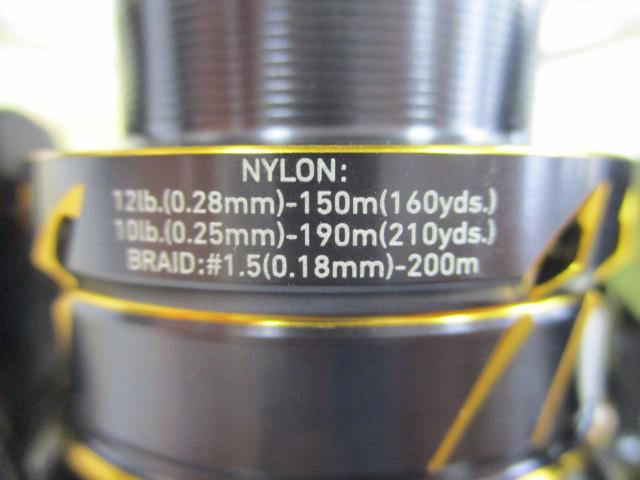 NYLON:
12lb.(0.28mm)-150m(160yds.)
10lb.(0.25mm)-190m(210yds.)
BRAID:#1.5(0.18mm)-200m